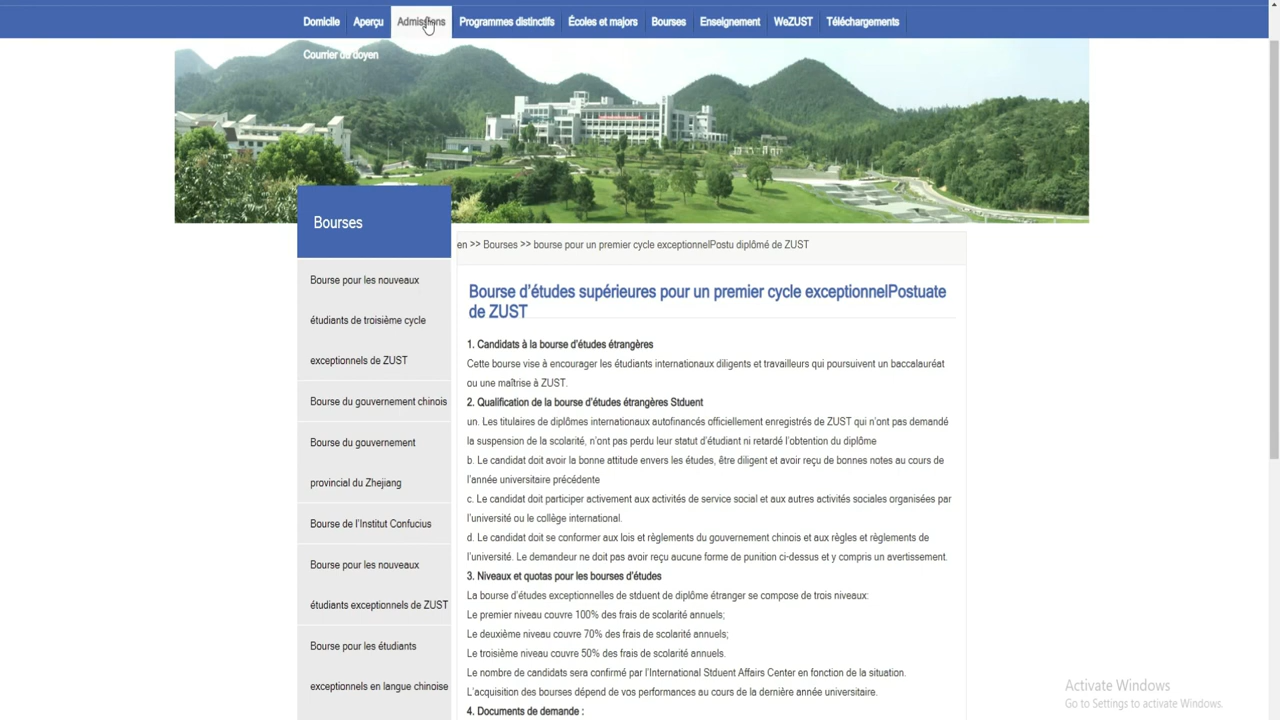 Domicile
Aperçu
Admissions
Programmes distinctifs
Écoles et majors
Bourses
Enseignement
WeZUST
Téléchargements
Courrier du doyen
Bourses
Bourse pour les nouveaux
étudiants de troisième cycle
exceptionnels de ZUST
Bourse du gouvernement chinois
Bourse du gouvernement
provincial du Zhejiang
Bourse de l'Institut Confucius
Bourse pour les nouveaux
étudiants exceptionnels de ZUST
Bourse pour les étudiants
exceptionnels en langue chinoise
en >> Bourses >> bourse pour un premier cycle exceptionnelPostu diplômé de ZUST
Bourse d'études supérieures pour un premier cycle exceptionnelPostuate
de ZUST
1. Candidats à la bourse d'études étrangères
Cette bourse vise à encourager les étudiants internationaux diligents et travailleurs qui poursuivent un baccalauréat
ou une maîtrise à ZUST.
2. Qualification de la bourse d'études étrangères Stduent
un. Les titulaires de diplômes internationaux autofinancés officiellement enregistrés de ZUST qui n'ont pas demandé
la suspension de la scolarité, n'ont pas perdu leur statut d'étudiant ni retardé l'obtention du diplôme
b. Le candidat doit avoir la bonne attitude envers les études, être diligent et avoir reçu de bonnes notes au cours de
l'année universitaire précédente
c. Le candidat doit participer activement aux activités de service social et aux autres activités sociales organisées par
l'université ou le collège international.
d. Le candidat doit se conformer aux lois et règlements du gouvernement chinois et aux règles et règlements de
l'université. Le demandeur ne doit pas avoir reçu aucune forme de punition ci-dessus et y compris un avertissement.
3. Niveaux et quotas pour les bourses d'études
La bourse d'études exceptionnelles de stduent de diplôme étranger se compose de trois niveaux:
Le premier niveau couvre 100% des frais de scolarité annuels;
Le deuxième niveau couvre 70% des frais de scolarité annuels;
Le troisième niveau couvre 50% des frais de scolarité annuels.
Le nombre de candidats sera confirmé par l'International Stduent Affairs Center en fonction de la situation.
L'acquisition des bourses dépend de vos performances au cours de la dernière année universitaire.
4. Documents de demande :
Activate Windows
Go to Settings to activate Windows.